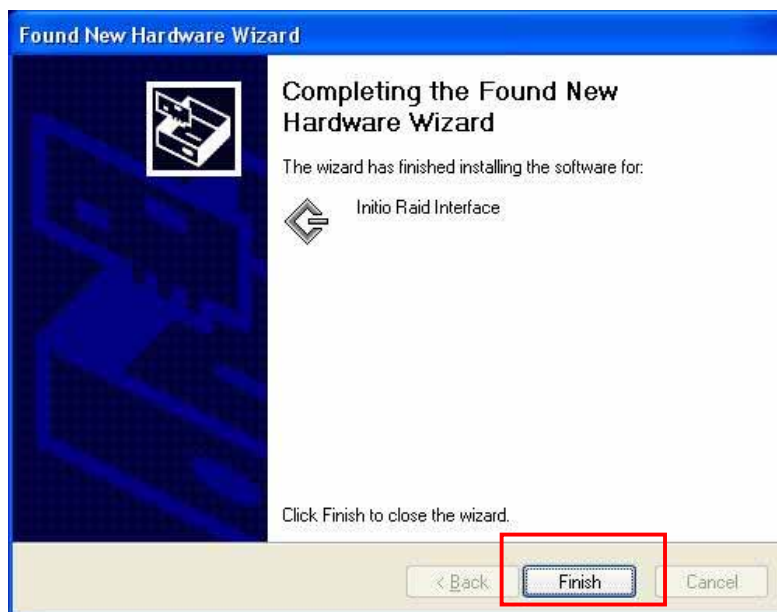 Found New Hardware Wizard
Completing the Found New
Hardware Wizard
The wizard has finished installing the software for:
Initio Raid Interface
Click Finish to close the wizard.
< Back
Finish
Cancel